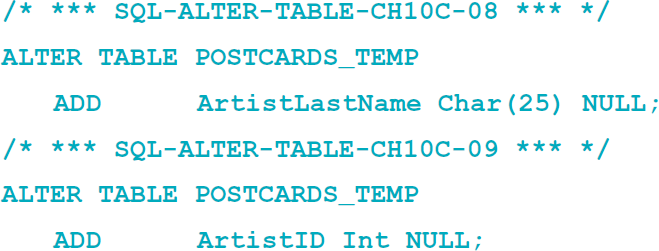 /* *** SQL-ALTER-TABLE-CH10C-08 *** */
ALTER TABLE POSTCARDS_TEMP
ADD ArtistLastName Char(25) NULL;
/* *** SQL-ALTER-TABLE-CH10C-09 *** */
ALTER TABLE POSTCARDS_TEMP
ADD ArtistID Int NULL;